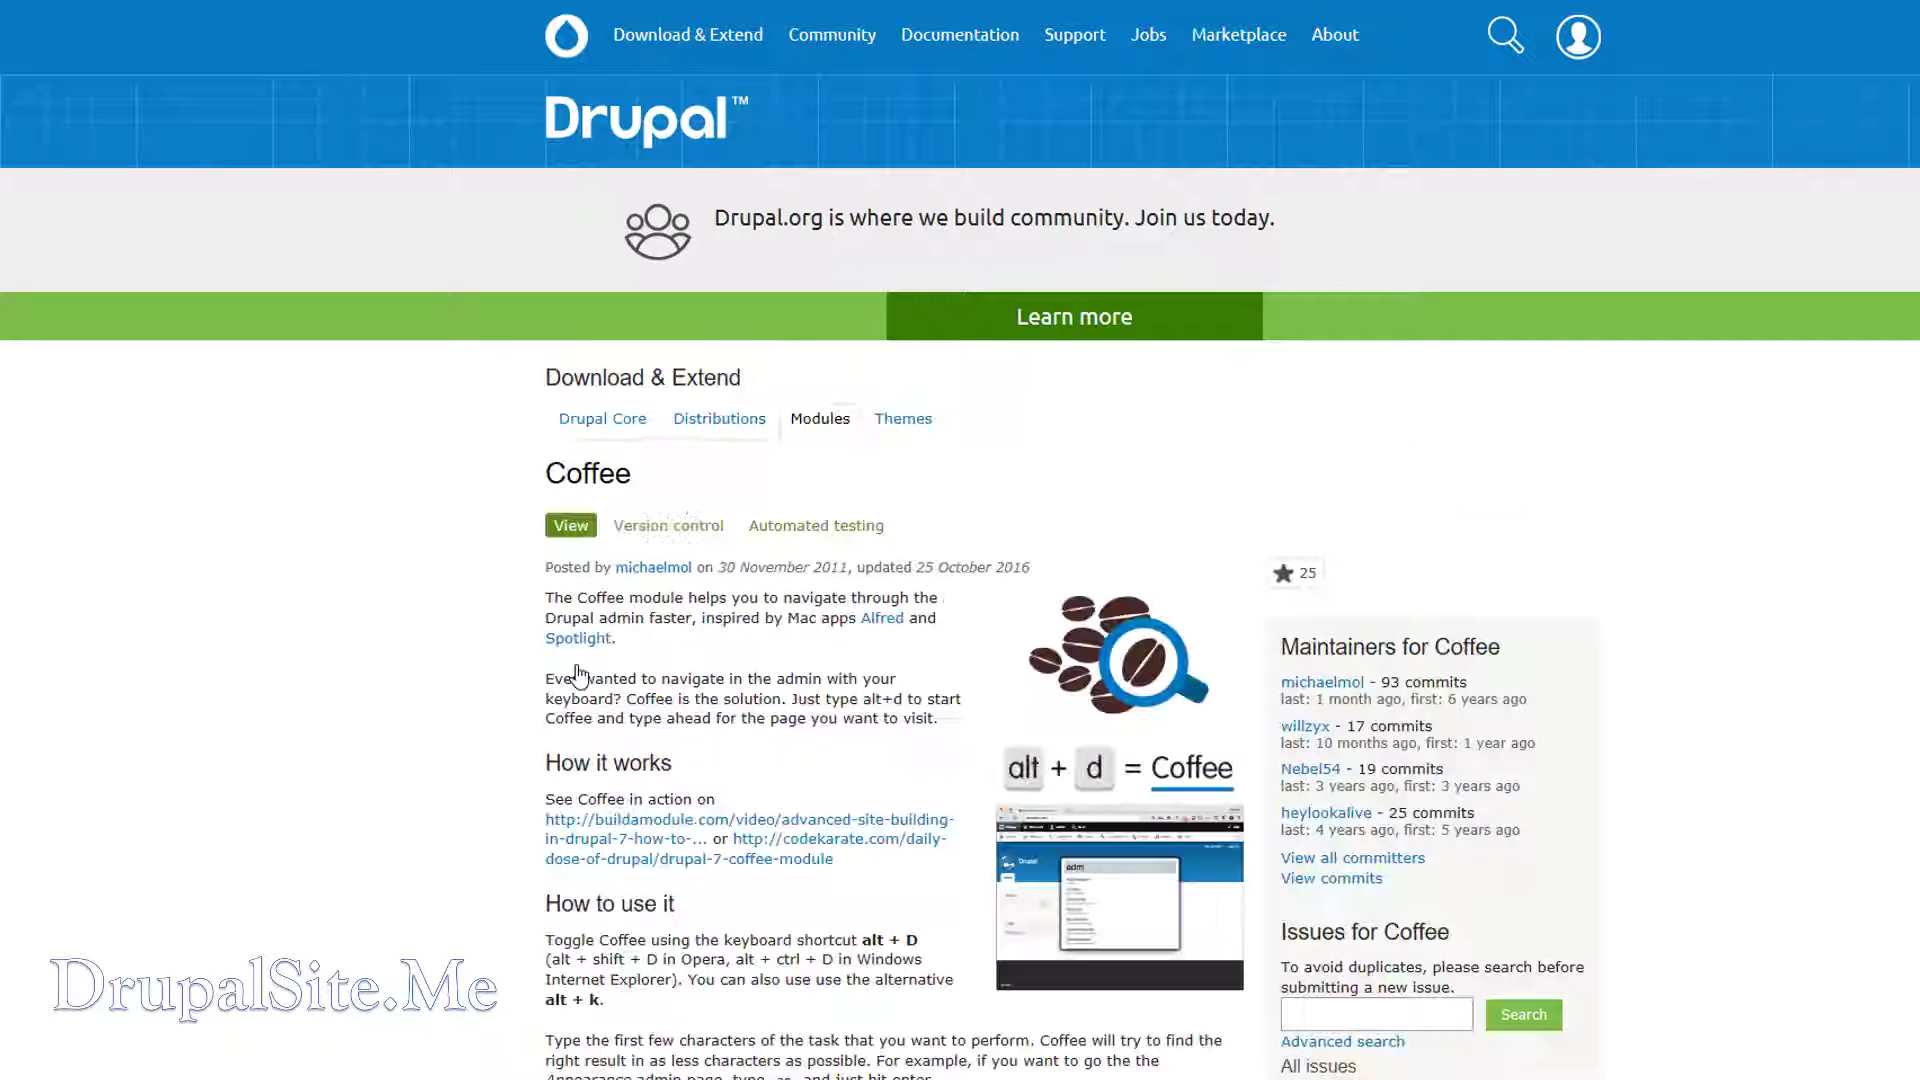 Download & Extend Community Documentation Support Jobs Marketplace About
Drupal™
Drupal.org is where we build community. Join us today.
Learn more
Download & Extend
Drupal Core Distributions Modules Themes
Coffee
View Version control Automated testing
Posted by michaelmol on 30 November 2011, updated 25 October 2016
The Coffee module helps you to navigate through the
Drupal admin faster, inspired by Mac apps Alfred and
Spotlight.
Ever wanted to navigate in the admin with your
keyboard? Coffee is the solution. Just type alt+d to start
Coffee and type ahead for the page you want to visit.
How it works
See Coffee in action on
http://buildamodule.com/video/advanced-site-building-
in-drupal-7-how-to-... or http://codekarate.com/daily-
dose-of-drupal/drupal-7-coffee-module
How to use it
Toggle Coffee using the keyboard shortcut alt + D
(alt + shift + D in Opera, alt + ctrl + D in Windows
Internet Explorer). You can also use use the alternative
alt + k.
Type the first few characters of the task that you want to perform. Coffee will try to find the
right result in as less characters as possible. For example, if you want to go the the
Appearance admin page, type and just hit enter
alt + d = Coffee
Drupal
adm
25
Maintainers for Coffee
michaelmol - 93 commits
last: 1 month ago, first: 6 years ago
willzyx - 17 commits
last: 10 months ago, first: 1 year ago
Nebel54 - 19 commits
last: 3 years ago, first: 3 years ago
heylookalive - 25 commits
last: 4 years ago, first: 5 years ago
View all committers
View commits
Issues for Coffee
To avoid duplicates, please search before
submitting a new issue.
Search
Advanced search
All issues
DrupalSite.Me